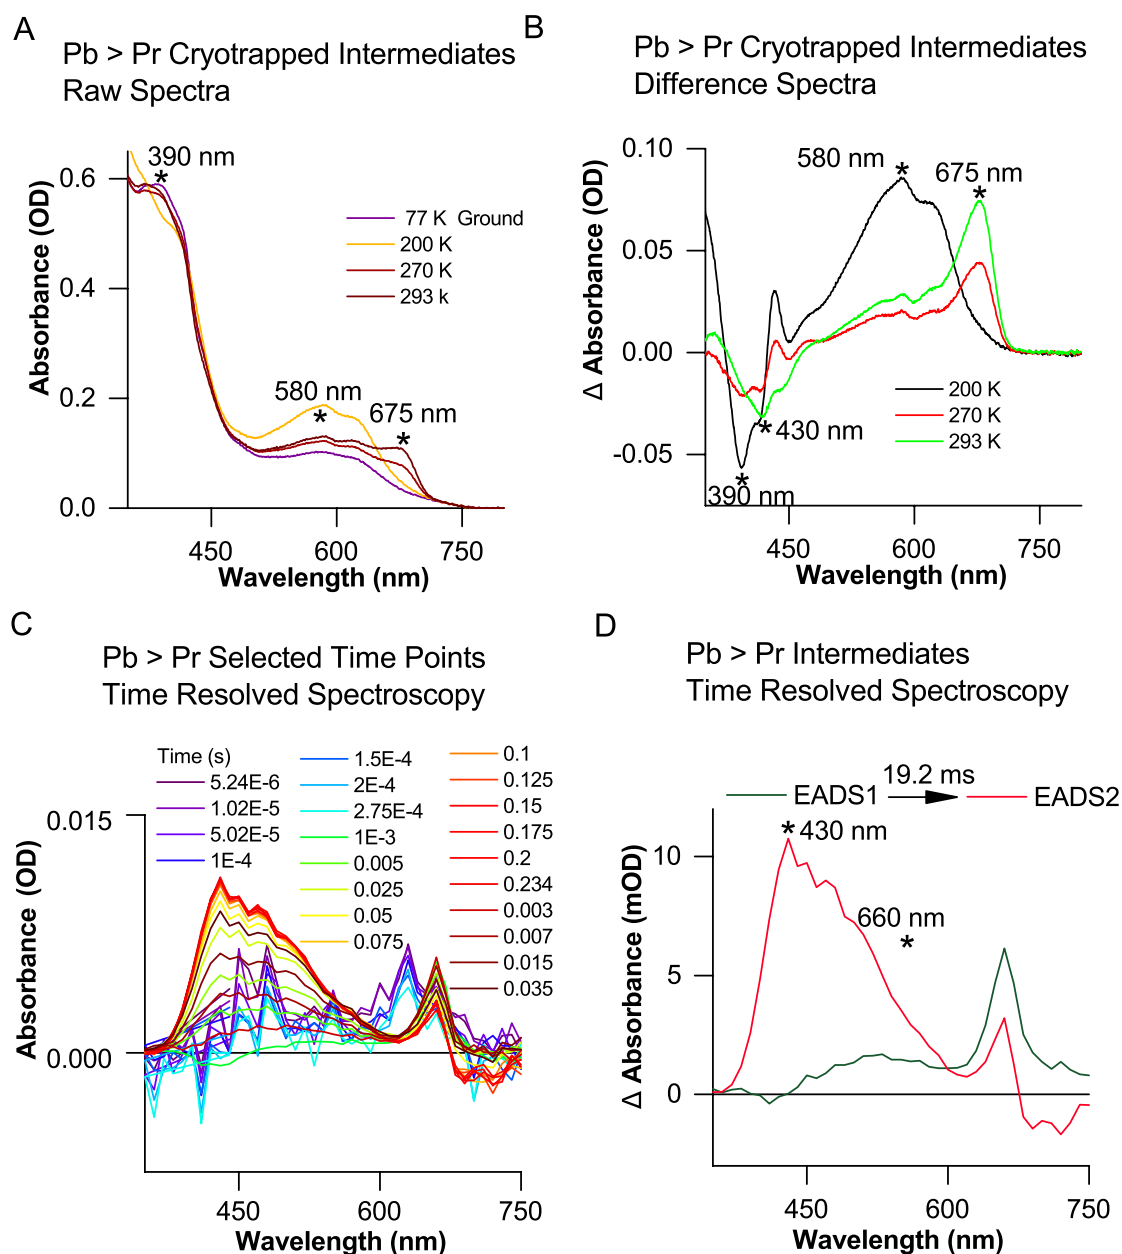 A
Pb > Pr Cryotrapped Intermediates
Raw Spectra
Absorbance (OD)
0.6
0.4
0.2
0.0
390 nm
*
77 K Ground
200 K
270 K
293 k
580 nm
*
675 nm
*
450
600
750
Wavelength (nm)
B
Pb > Pr Cryotrapped Intermediates
Difference Spectra
Δ Absorbance (OD)
0.10
0.05
0.00
-0.05
580 nm
*
675 nm
*
200 K
270 K
293 K
* 430 nm
*
390 nm
450
600
750
Wavelength (nm)
C
Pb > Pr Selected Time Points
Time Resolved Spectroscopy
Time (s)
5.24E-6
1.02E-5
5.02E-5
1E-4
1.5E-4
2E-4
2.75E-4
1E-3
0.005
0.025
0.05
0.075
0.1
0.125
0.15
0.175
0.2
0.234
0.003
0.007
0.015
0.035
Absorbance (OD)
0.015
0.000
450
600
750
Wavelength (nm)
D
Pb > Pr Intermediates
Time Resolved Spectroscopy
19.2 ms
EADS1
EADS2
* 430 nm
660 nm
*
Δ Absorbance (mOD)
10
5
0
450
600
750
Wavelength (nm)